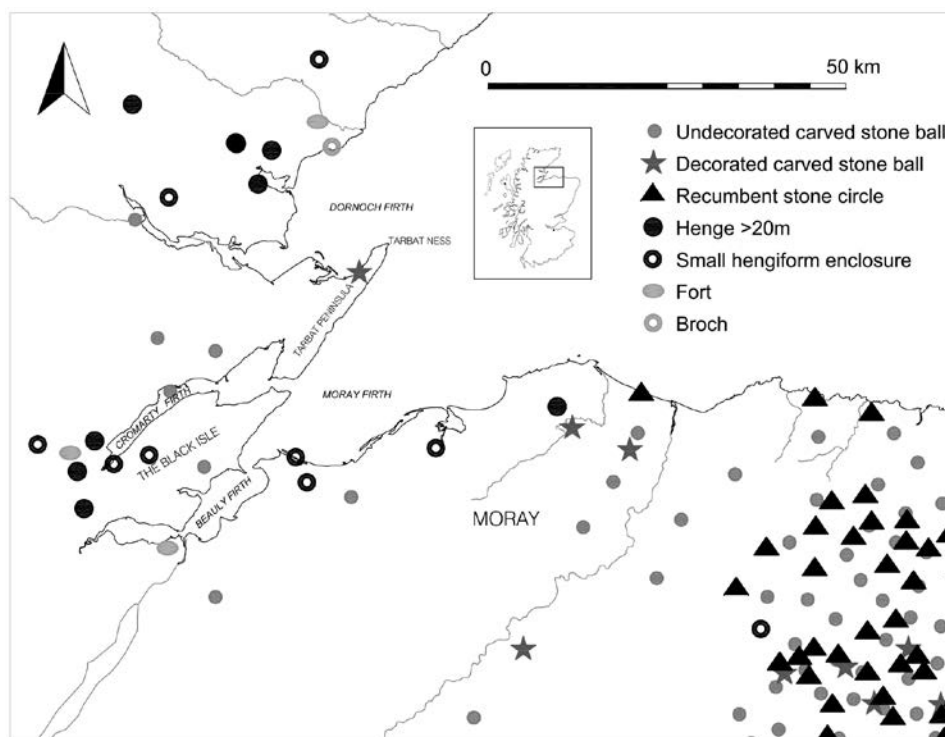 0
50 km
Undecorated carved stone ball
Decorated carved stone ball
Recumbent stone circle
Henge >20m
Small hengiform enclosure
Fort
Broch
DORNOCH FIRTH
TARBAT NESS
TARBAT PENINSULA
MORAY FIRTH
CROMARTY FIRTH
THE BLACK ISLE
BEAULY FIRTH
MORAY